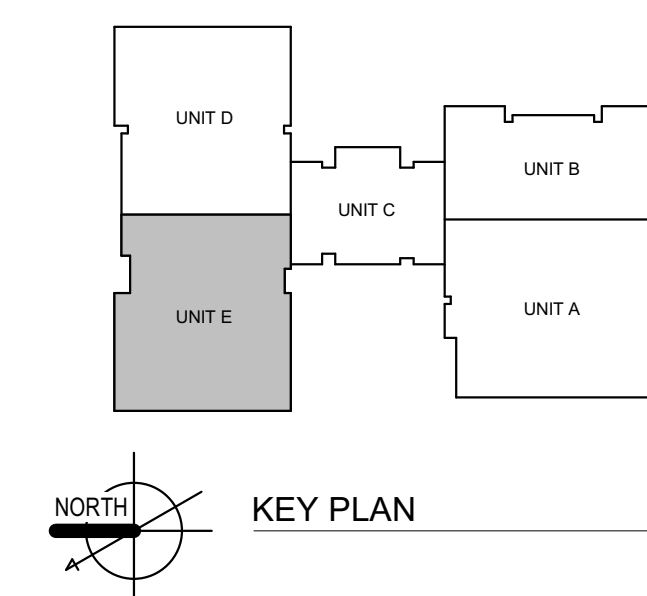 UNIT D
UNIT B
UNIT C
UNIT A
UNIT E
NORTH
KEY PLAN